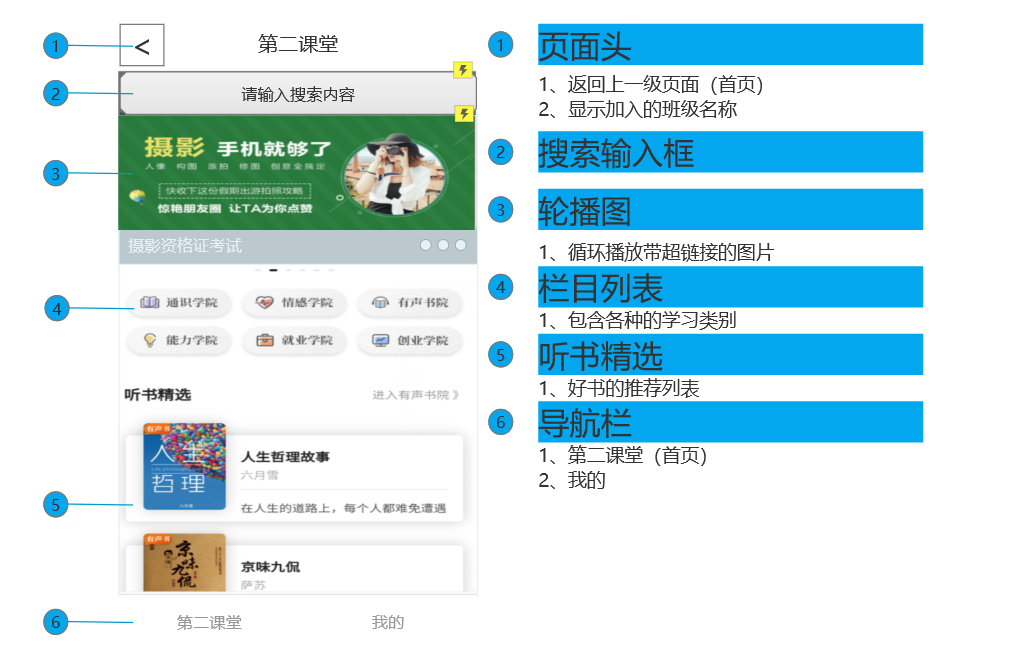 1
<
第二课堂
2
请输入搜索内容
3
摄影 手机就够了
人像 构图 旅拍 修图 创意全搞定
快收下这份假期出游拍照攻略
惊艳朋友圈 让TA为你点赞
摄影资格证考试
4
通识学院
情感学院
有声书院
能力学院
就业学院
创业学院
听书精选
进入有声书院 》
5
有声书
人生
哲理
人生哲理故事
六月雪
在人生的道路上，每个人都难免遭遇
有声书
京味九侃
京味九侃
萨苏
6
第二课堂
我的
1
页面头
1、返回上一级页面（首页）
2、显示加入的班级名称
2
搜索输入框
3
轮播图
1、循环播放带超链接的图片
4
栏目列表
1、包含各种的学习类别
5
听书精选
1、好书的推荐列表
6
导航栏
1、第二课堂（首页）
2、我的